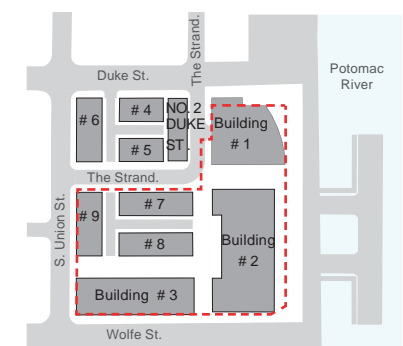 The Strand.
Duke St.
Potomac
River
# 6
# 4
NO. 2
DUKE
ST.
# 5
Building
# 1
The Strand.
S. Union St.
# 9
# 7
# 8
Building
# 2
Building # 3
Wolfe St.